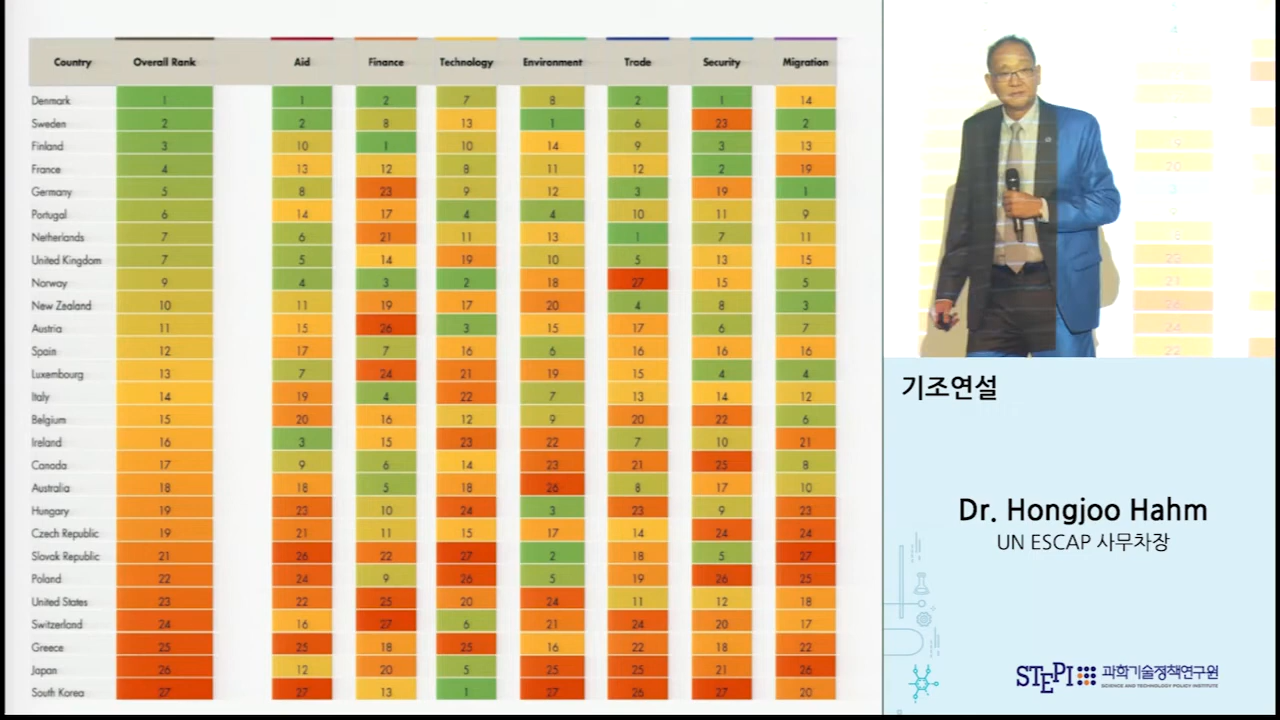 Country Overall Rank Aid Finance Technology Environment Trade Security Migration
Denmark 1 1 2 7 8 2 1 14
Sweden 2 2 8 13 1 6 23 2
Finland 3 10 1 10 14 9 3 13
France 4 13 12 8 11 12 2 19
Germany 5 8 23 9 12 3 19 1
Portugal 6 14 17 4 4 10 11 9
Netherlands 7 6 21 11 13 1 7 11
United Kingdom 7 5 14 19 10 5 13 15
Norway 9 4 3 2 18 27 15 5
New Zealand 10 11 19 17 20 4 8 3
Austria 11 15 26 3 15 17 6 7
Spain 12 17 7 16 6 16 16 16
Luxembourg 13 7 24 21 19 15 4 4
Italy 14 19 4 22 7 13 14 12
Belgium 15 20 16 12 9 20 22 6
Ireland 16 3 15 23 22 7 10 21
Canada 17 9 6 14 23 21 25 8
Australia 18 18 5 18 26 8 17 10
Hungary 19 23 10 24 3 23 9 23
Czech Republic 19 21 11 15 17 14 24 24
Slovak Republic 21 26 22 27 2 18 5 27
Poland 22 24 9 26 5 19 26 25
United States 23 22 25 20 24 11 12 18
Switzerland 24 16 27 6 21 24 20 17
Greece 25 25 18 25 16 22 18 22
Japan 26 12 20 5 25 25 21 26
South Korea 27 27 13 1 27 26 27 20
기조연설
Dr. Hongjoo Hahm
UN ESCAP 사무차장
STEPI 과학기술정책연구원
SCIENCE AND TECHNOLOGY POLICY INSTITUTE